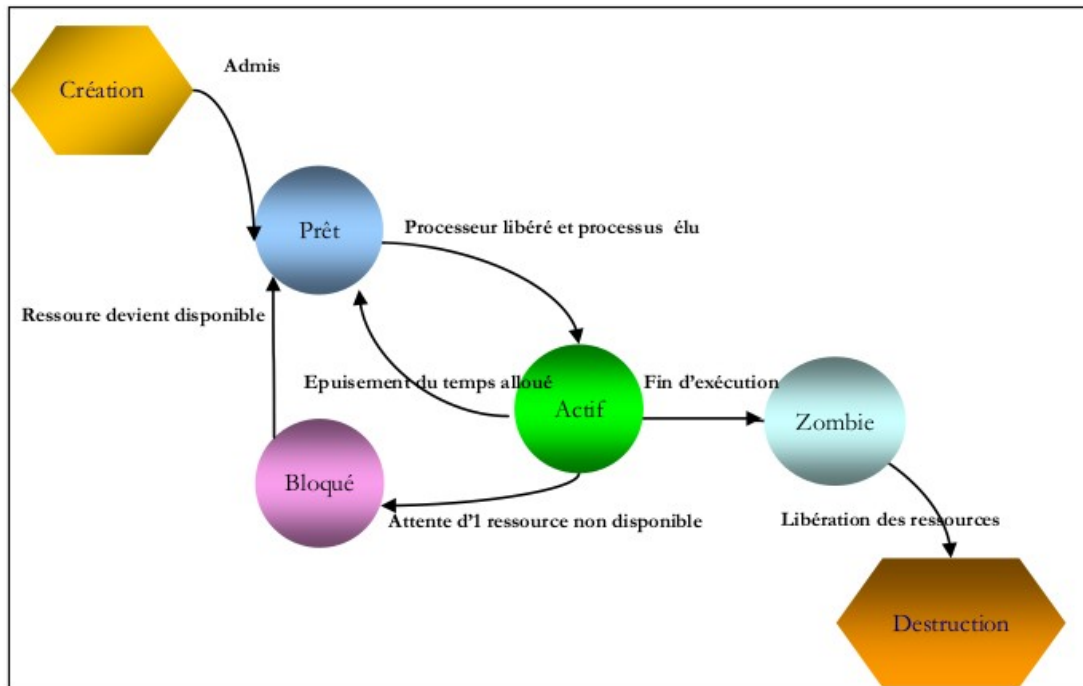 Création
Admis
Prêt
Processeur libéré et processus élu
Ressoure devient disponible
Epuisement du temps alloué
Actif
Fin d'exécution
Zombie
Bloqué
Attente d'1 ressource non disponible
Libération des ressources
Destruction